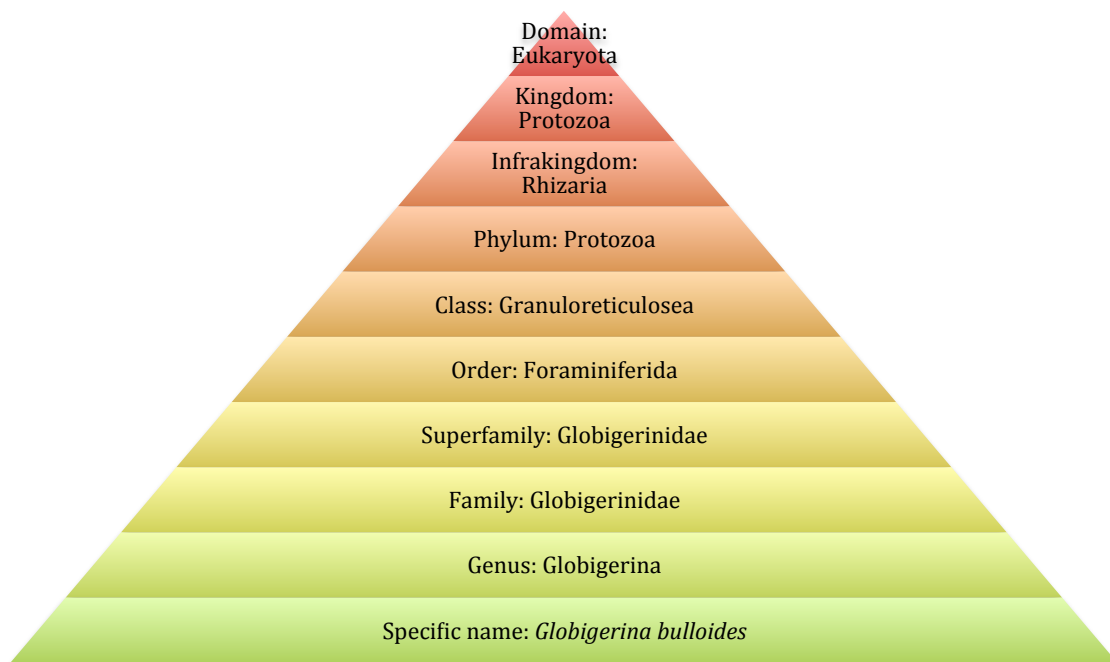 Domain:
Eukaryota
Kingdom:
Protozoa
Infrakingdom:
Rhizaria
Phylum: Protozoa
Class: Granuloreticulosea
Order: Foraminiferida
Superfamily: Globigerinidae
Family: Globigerinidae
Genus: Globigerina
Specific name: Globigerina bulloides